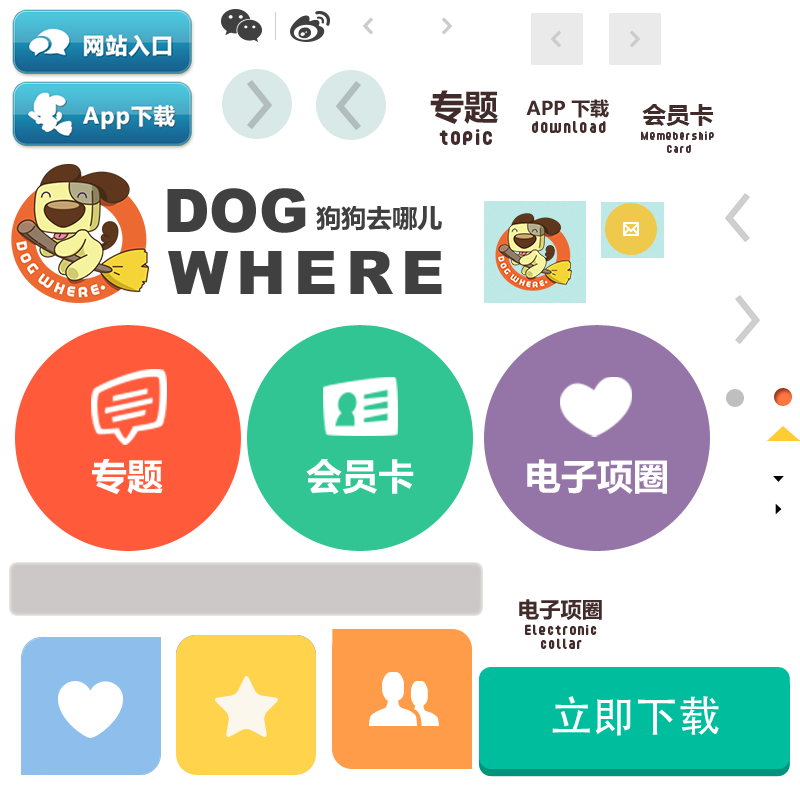 网站入口
App下载
专题
topic
APP 下载
download
会员卡
Memebership
Card
DOG
狗狗去哪儿
WHERE
DOG WHERE.
DOG WHERE.
专题
会员卡
电子项圈
电子项圈
Electronic
collar
立即下载